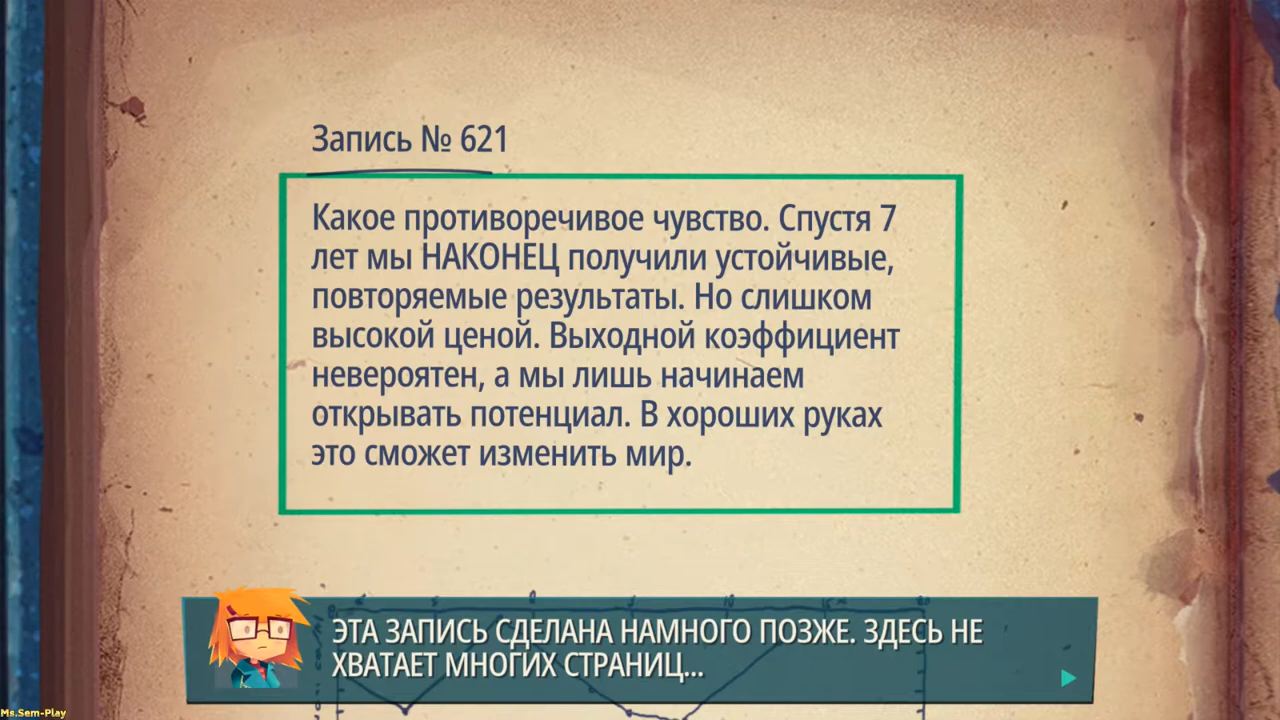 Запись № 621
Какое противоречивое чувство. Спустя 7
лет мы НАКОНЕЦ получили устойчивые,
повторяемые результаты. Но слишком
высокой ценой. Выходной коэффициент
невероятен, а мы лишь начинаем
открывать потенциал. В хороших руках
это сможет изменить мир.
ЭТА ЗАПИСЬ СДЕЛАНА НАМНОГО ПОЗЖЕ. ЗДЕСЬ НЕ
ХВАТАЕТ МНОГИХ СТРАНИЦ...
Ms.Sem-Play